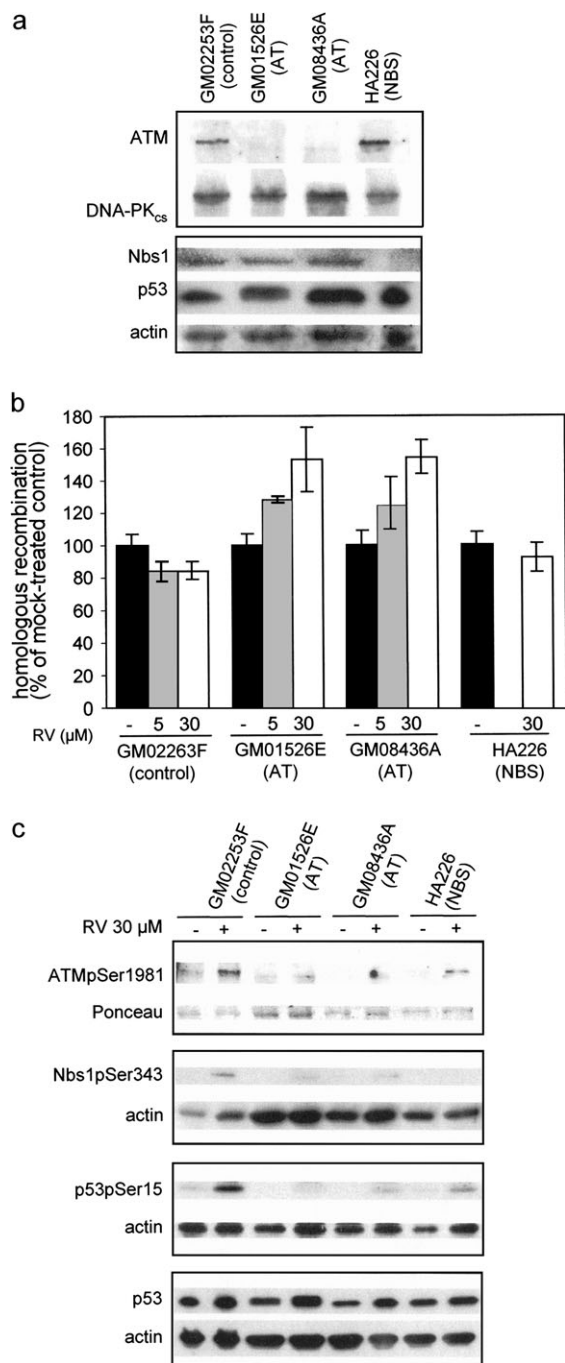 a
GM02253F (control)
GM01526E (AT)
GM08436A (AT)
HA226 (NBS)
ATM
DNA-PKcs
Nbs1
p53
actin
b
homologous recombination
(% of mock-treated control)
180
160
140
120
100
80
60
40
20
0
RV (µM) - 5 30 - 5 30 - 5 30 - 30
GM02263F GM01526E GM08436A HA226
(control) (AT) (AT) (NBS)
c
GM02253F (control)
GM01526E (AT)
GM08436A (AT)
HA226 (NBS)
RV 30 µM - + - + - + - +
ATMpSer1981
Ponceau
Nbs1pSer343
actin
p53pSer15
actin
p53
actin